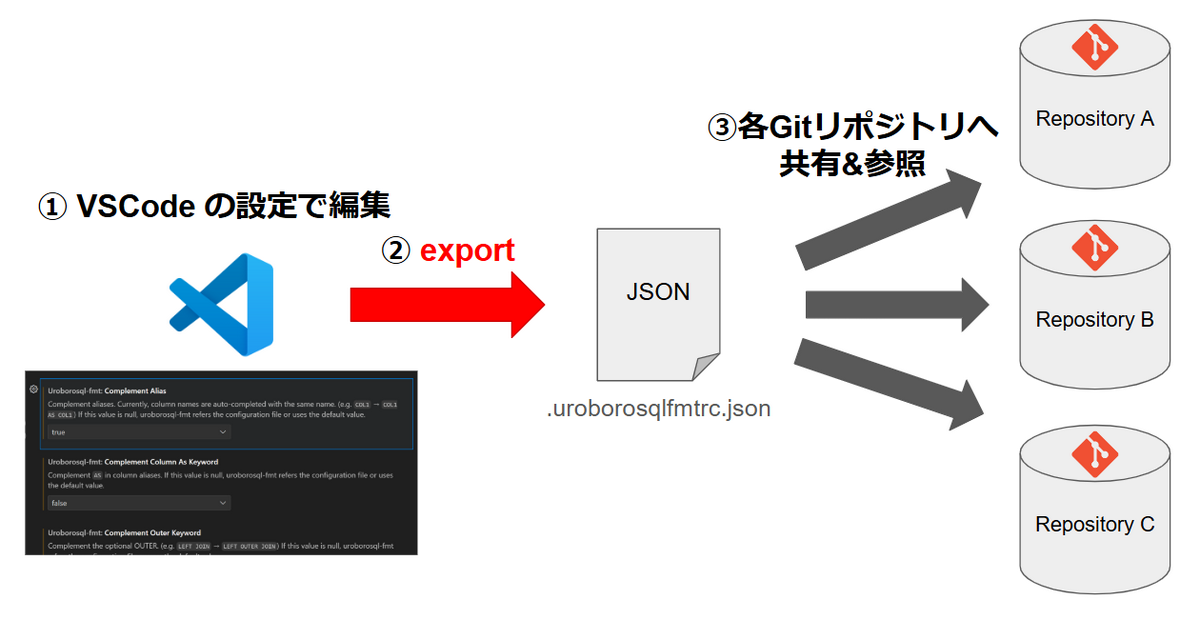 ① VSCode の設定で編集
② export
③各Gitリポジトリへ
共有&参照
Uroborosql-fmt: Complement Alias
Complement aliases. Currently, column names are auto-completed with the same name. (e.g. COL1 → COL1
AS COL1) If this value is null, uroborosql-fmt refers the configuration file or uses the default value.
true
Uroborosql-fmt: Complement Column As Keyword
Complement AS in column aliases. If this value is null, uroborosql-fmt refers the configuration file or uses
the default value.
false
Uroborosql-fmt: Complement Outer Keyword
Complement the optional OUTER. (e.g. LEFT JOIN → LEFT OUTER JOIN) If this value is null, uroborosql-fmt
JSON
.uroborosqlfmtrc.json
Repository A
Repository B
Repository C